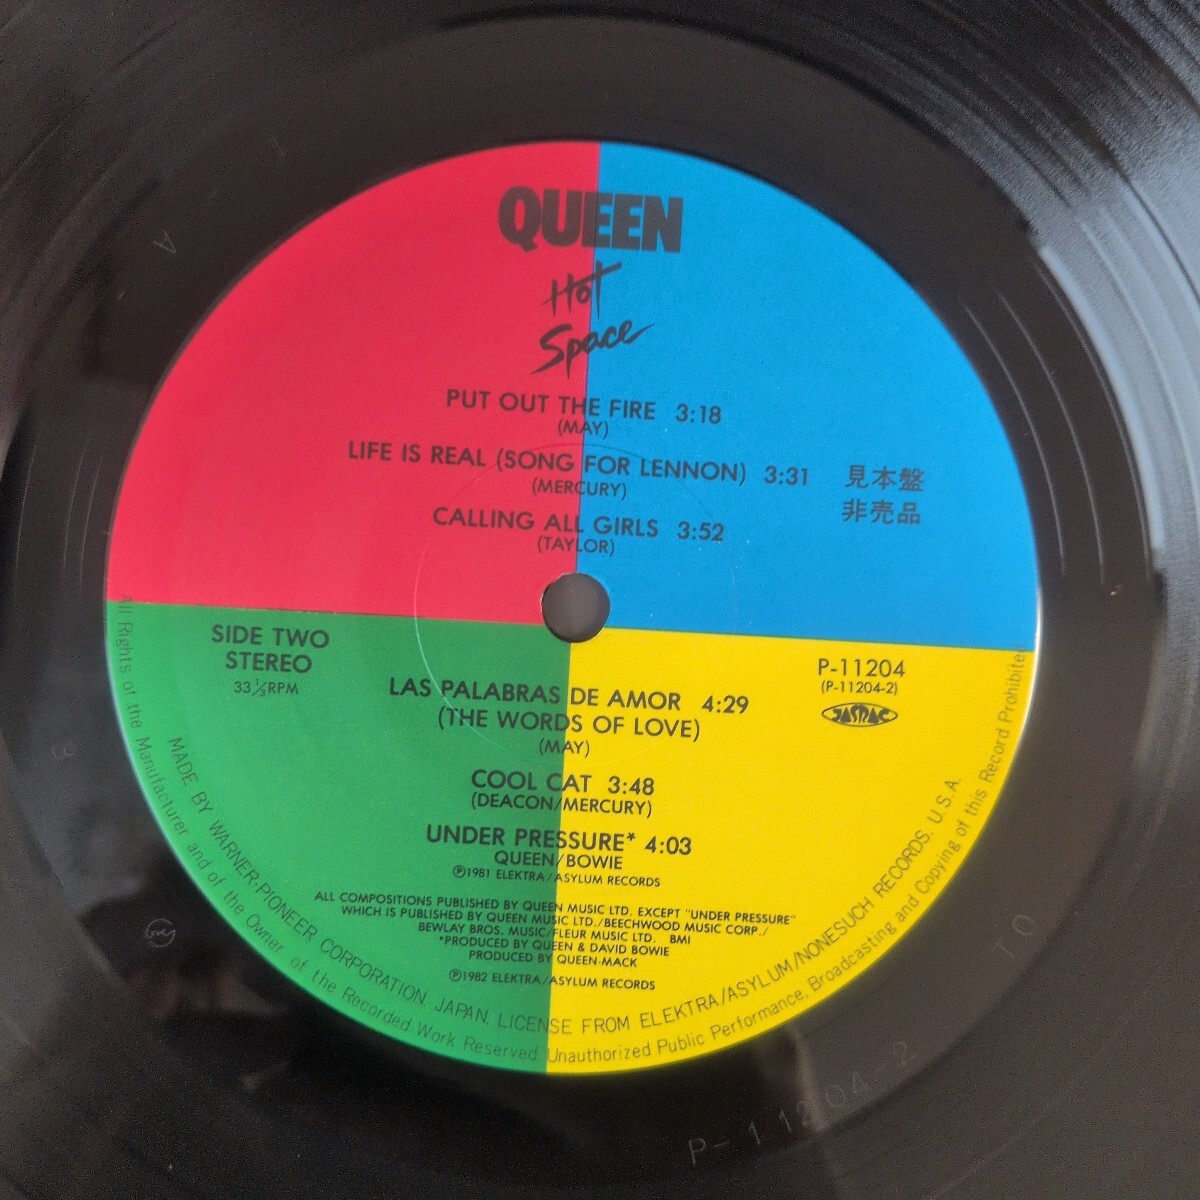 QUEEN
Hot
Space
PUT OUT THE FIRE 3:18
(MAY)
LIFE IS REAL (SONG FOR LENNON) 3:31
(MERCURY)
CALLING ALL GIRLS 3:52
(TAYLOR)
見本盤
非売品
SIDE TWO
STEREO
33 1/3 RPM
P-11204
(P-11204-2)
JASRAC
LAS PALABRAS DE AMOR 4:29
(THE WORDS OF LOVE)
(MAY)
COOL CAT 3:48
(DEACON/MERCURY)
UNDER PRESSURE* 4:03
QUEEN/BOWIE
Ⓟ1981 ELEKTRA/ASYLUM RECORDS
ALL COMPOSITIONS PUBLISHED BY QUEEN MUSIC LTD. EXCEPT "UNDER PRESSURE"
WHICH IS PUBLISHED BY QUEEN MUSIC LTD./BEECHWOOD MUSIC CORP./
BEWLAY BROS. MUSIC/FLEUR MUSIC LTD. BMI
*PRODUCED BY QUEEN & DAVID BOWIE
PRODUCED BY QUEEN-MACK
Ⓟ1982 ELEKTRA/ASYLUM RECORDS
MADE BY WARNER-PIONEER CORPORATION, JAPAN, LICENSE FROM ELEKTRA/ASYLUM/NONESUCH RECORDS, U.S.A.
All Rights of the Manufacturer and of the Owner of the Recorded Work Reserved. Unauthorized Public Performance, Broadcasting and Copying of this Record Prohibited
P-11204-2
TO
A